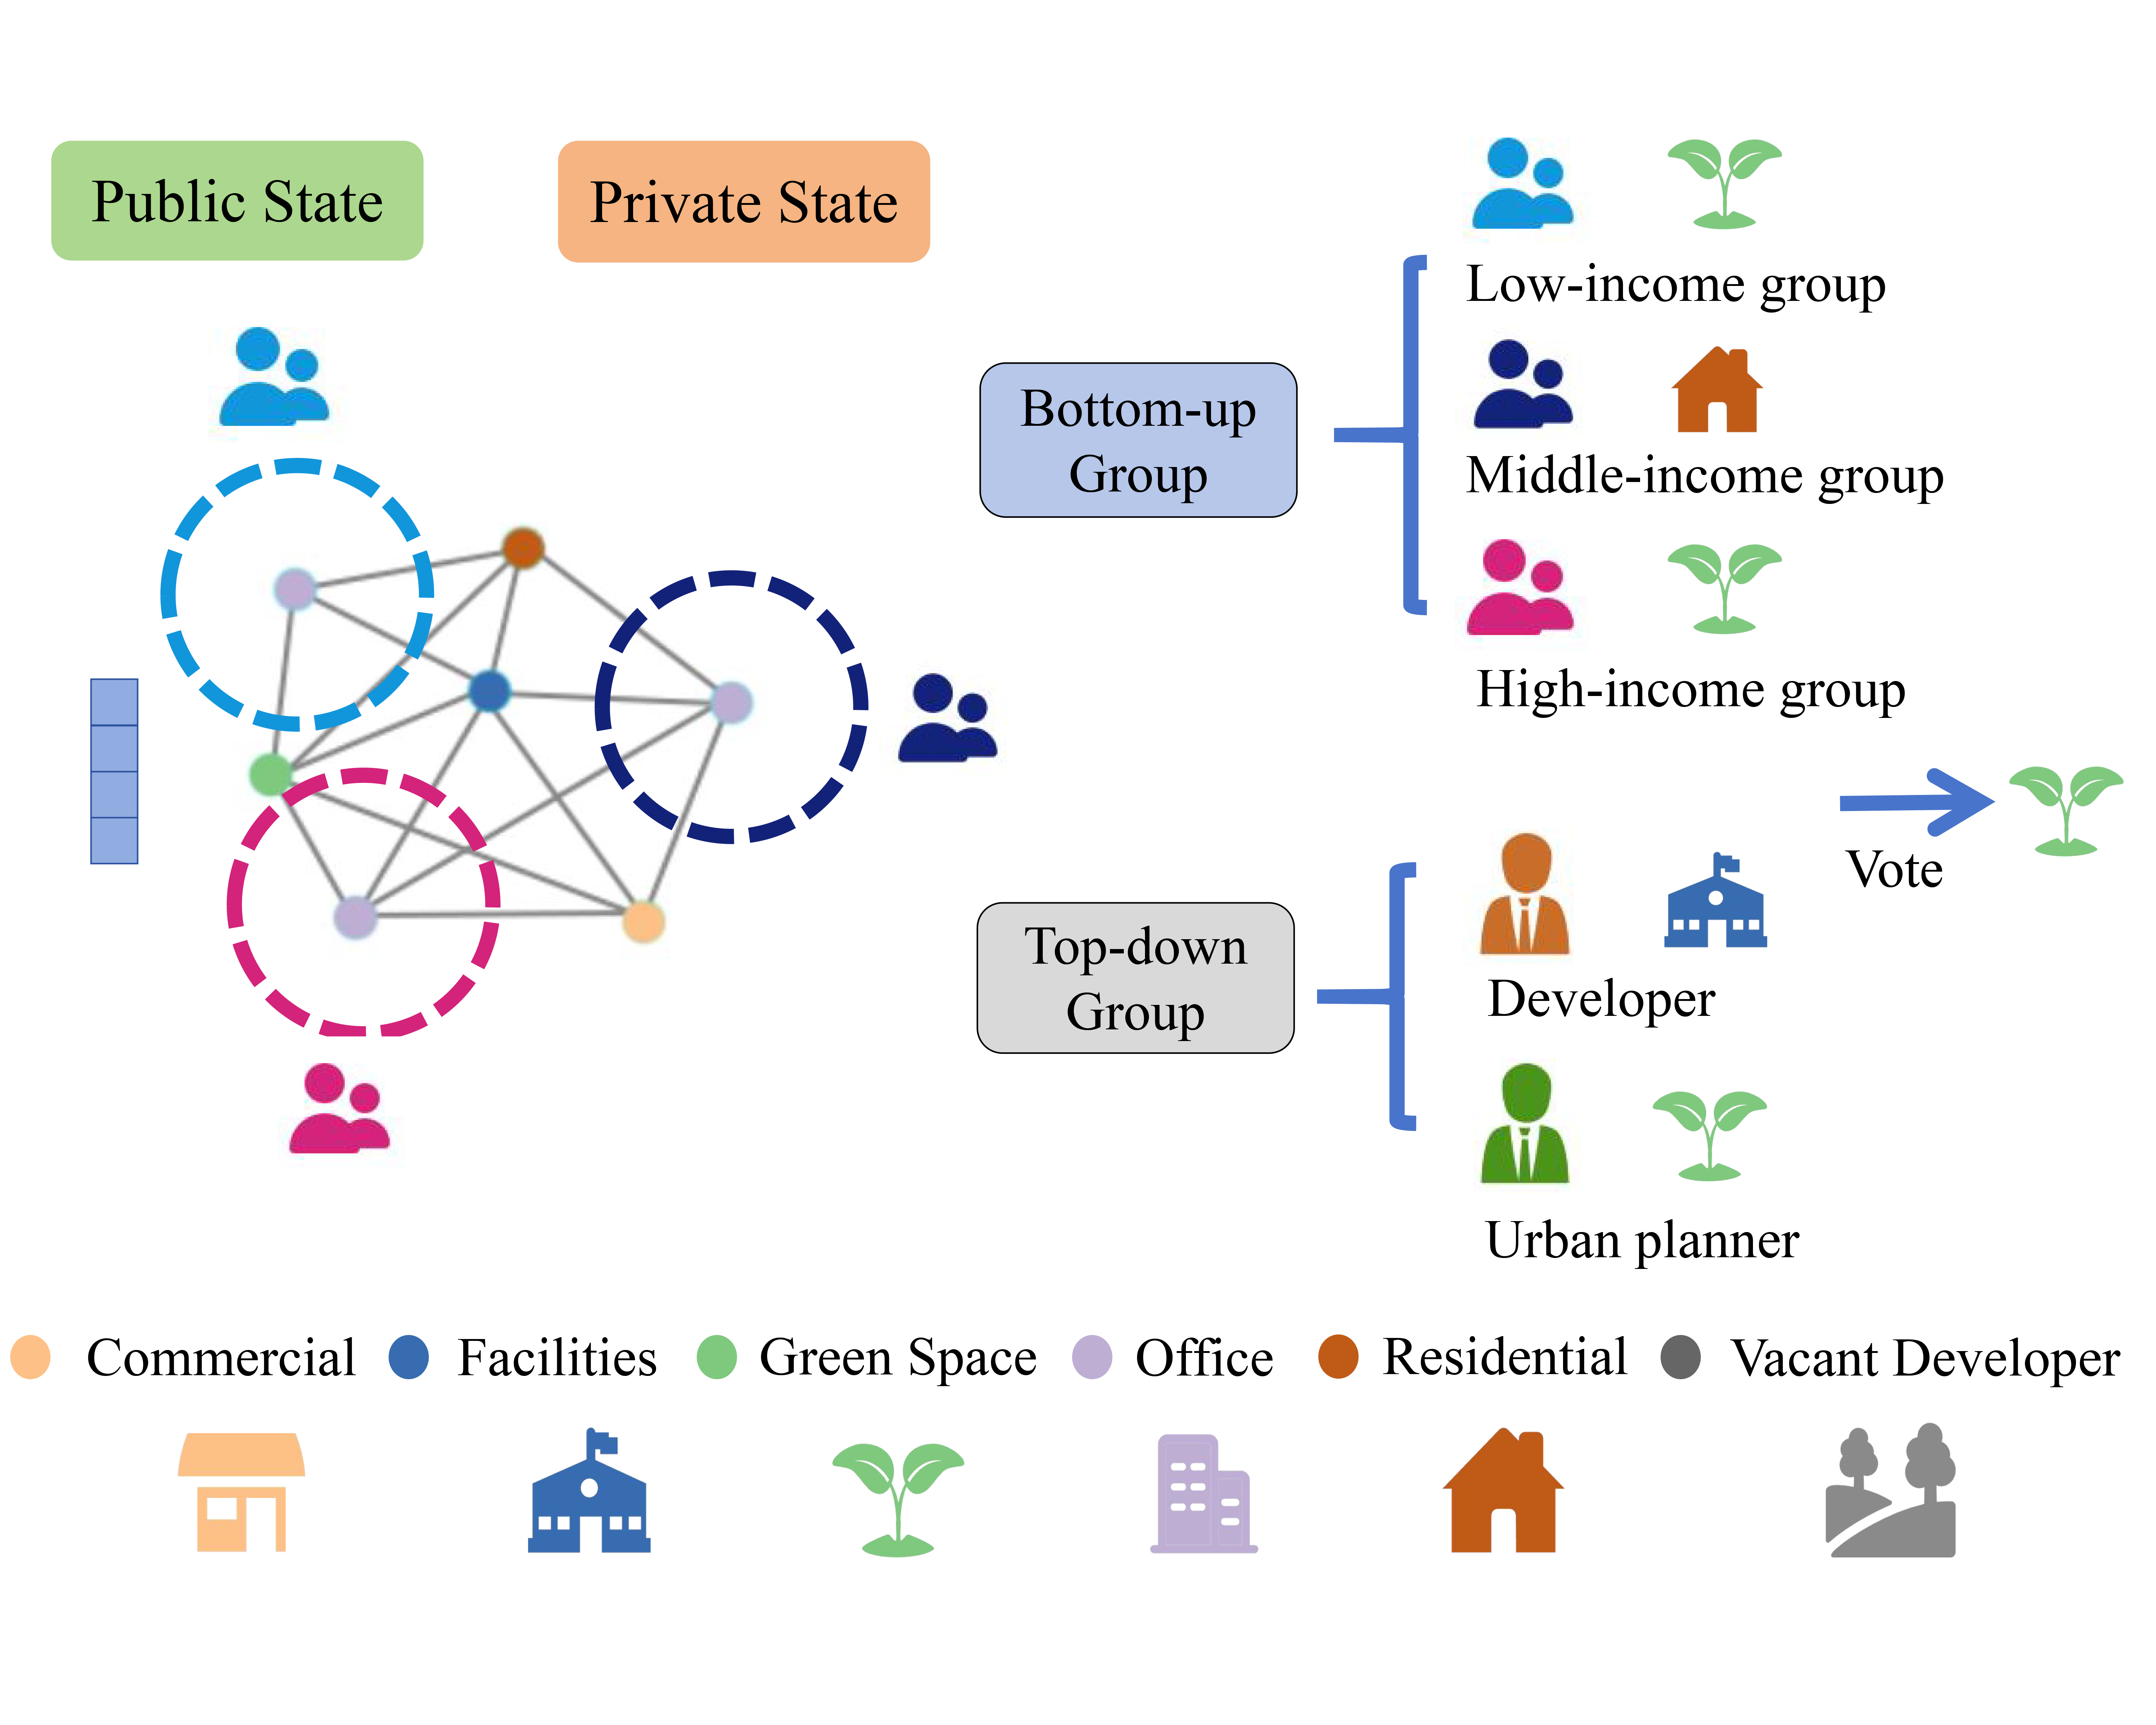 Public State
Private State
Bottom-up
Group
Low-income group
Middle-income group
High-income group
Vote
Top-down
Group
Developer
Urban planner
Commercial
Facilities
Green Space
Office
Residential
Vacant Developer